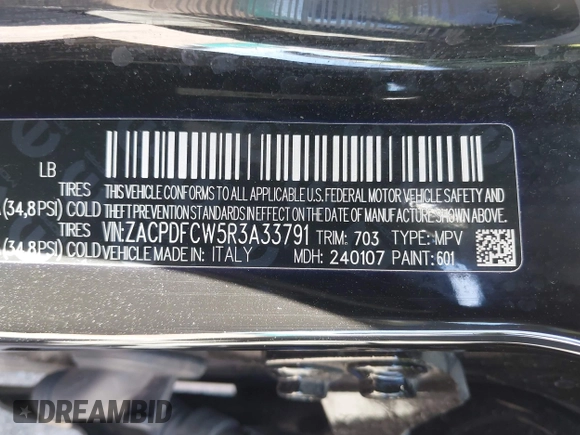 LB
TIRES THIS VEHICLE CONFORMS TO ALL APPLICABLE U.S. FEDERAL MOTOR VEHICLE SAFETY AND
(34,8PSI) COLD THEFT PREVENTION STANDARDS IN EFFECT ON THE DATE OF MANUFACTURE SHOWN ABOVE.
TIRES VIN:ZACPDFCW5R3A33791 TRIM: 703 TYPE: MPV
(34,8PSI) COLD VEHICLE MADE IN: ITALY MDH: 240107 PAINT: 601
DREAMBID